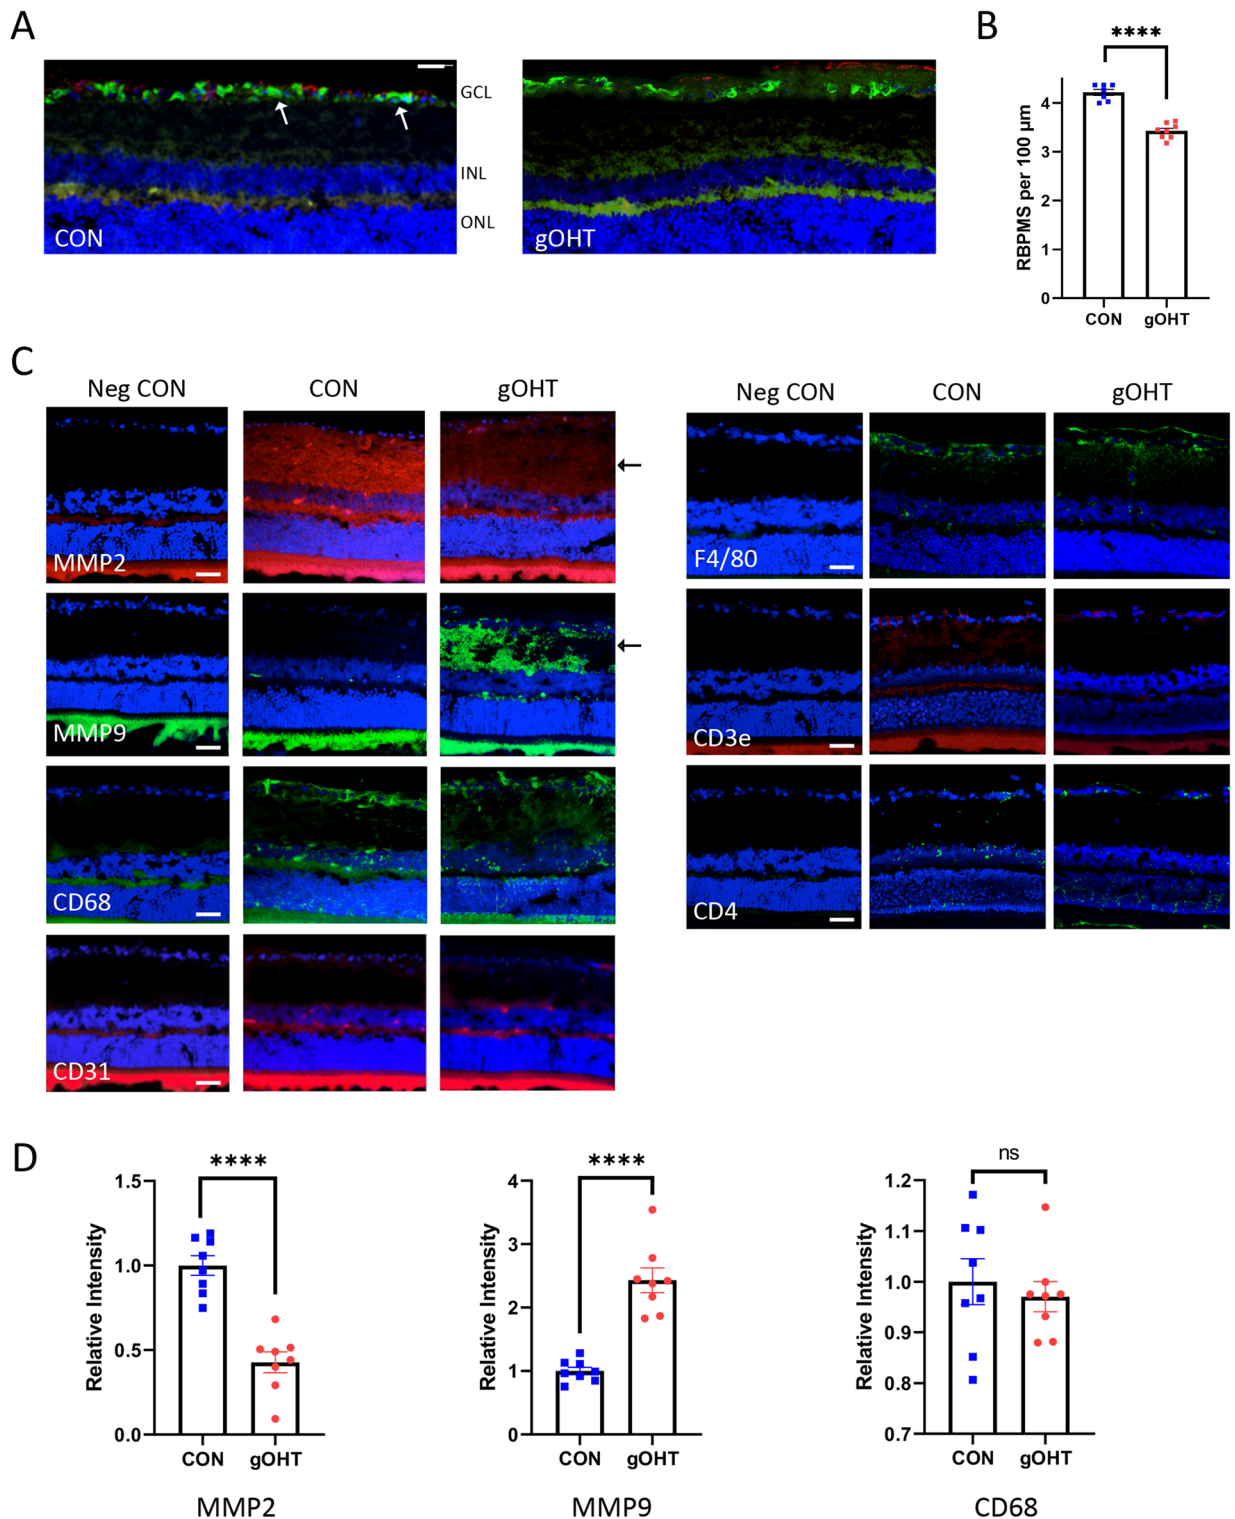 A
CON
gOHT
GCL
INL
ONL
B
****
RBPMS per 100 μm
4
3
2
1
0
CON gOHT
C
Neg CON CON gOHT
MMP2
MMP9
CD68
CD31
Neg CON CON gOHT
F4/80
CD3e
CD4
D
****
Relative Intensity
1.5
1.0
0.5
0.0
CON gOHT
MMP2
****
Relative Intensity
4
3
2
1
0
CON gOHT
MMP9
ns
Relative Intensity
1.2
1.1
1.0
0.9
0.8
0.7
CON gOHT
CD68